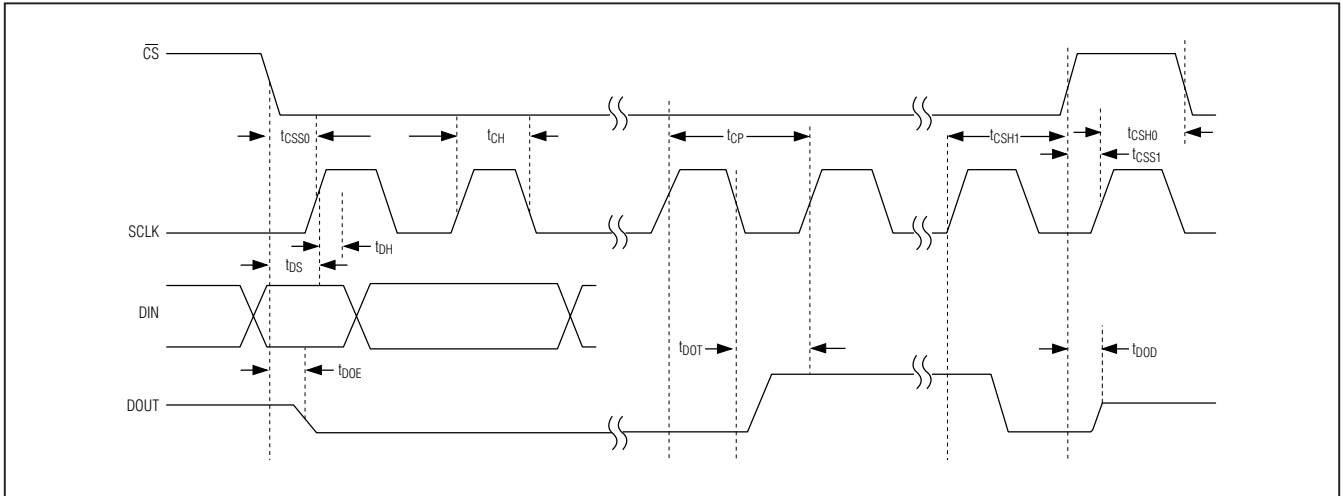 CS
tCSS0
tCH
tCP
tCSH1
tCSH0
tCSS1
SCLK
tDH
tDS
DIN
tDOT
tDOD
tDOE
DOUT